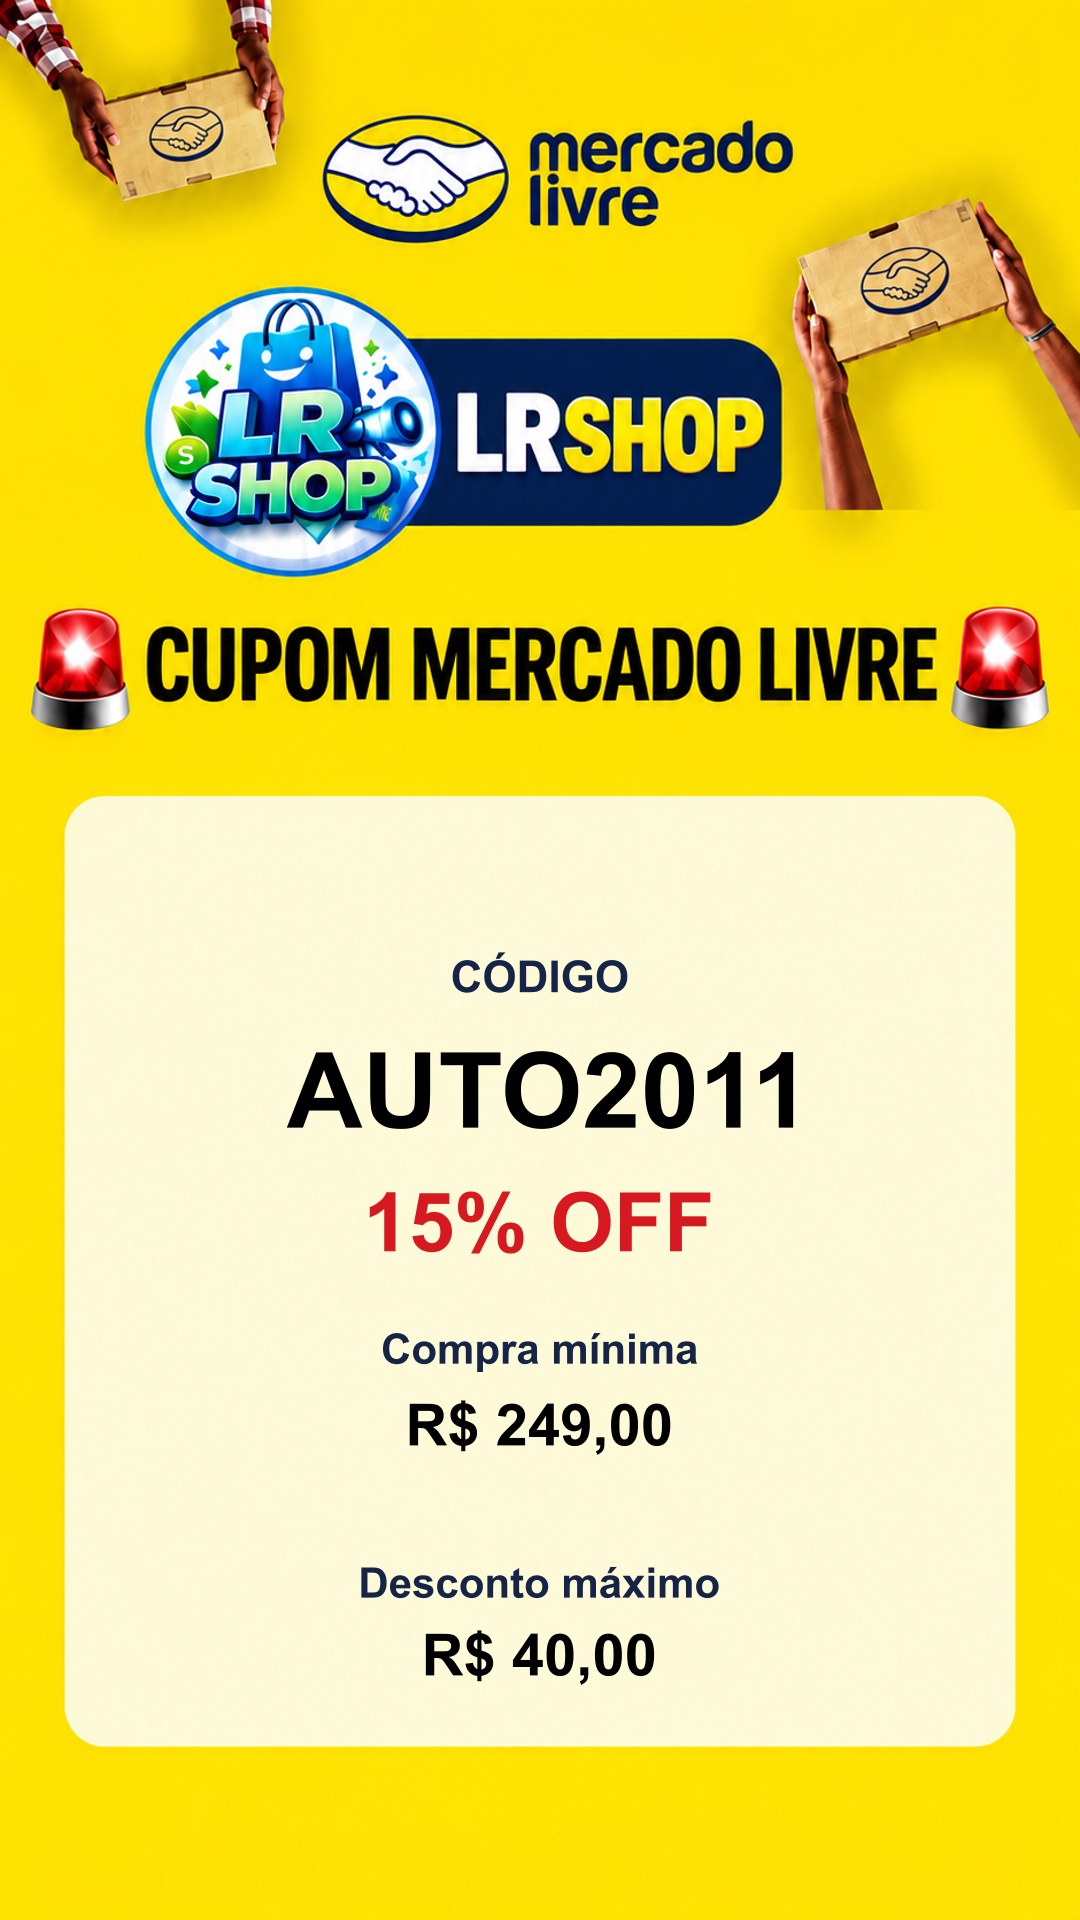 mercado
livre
LR
SHOP
S
LRSHOP
CUPOM MERCADO LIVRE
CÓDIGO
AUTO2011
15% OFF
Compra mínima
R$ 249,00
Desconto máximo
R$ 40,00